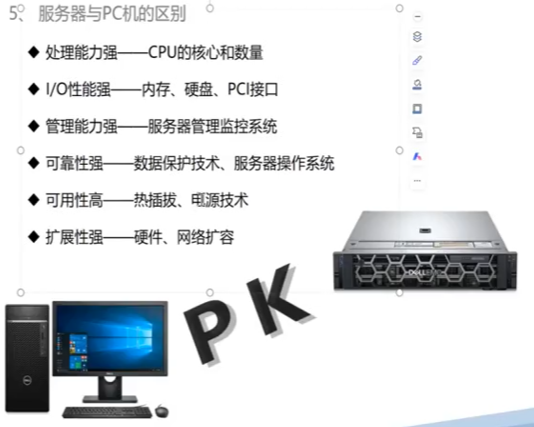 5、 服务器与PC机的区别
◆ 处理能力强——CPU的核心和数量
◆ I/O性能强——内存、硬盘、PCI接口
◆ 管理能力强——服务器管理监控系统
◆ 可靠性强——数据保护技术、服务器操作系统
◆ 可用性高——热插拔、电源技术
◆ 扩展性强——硬件、网络扩容
DELL
PK